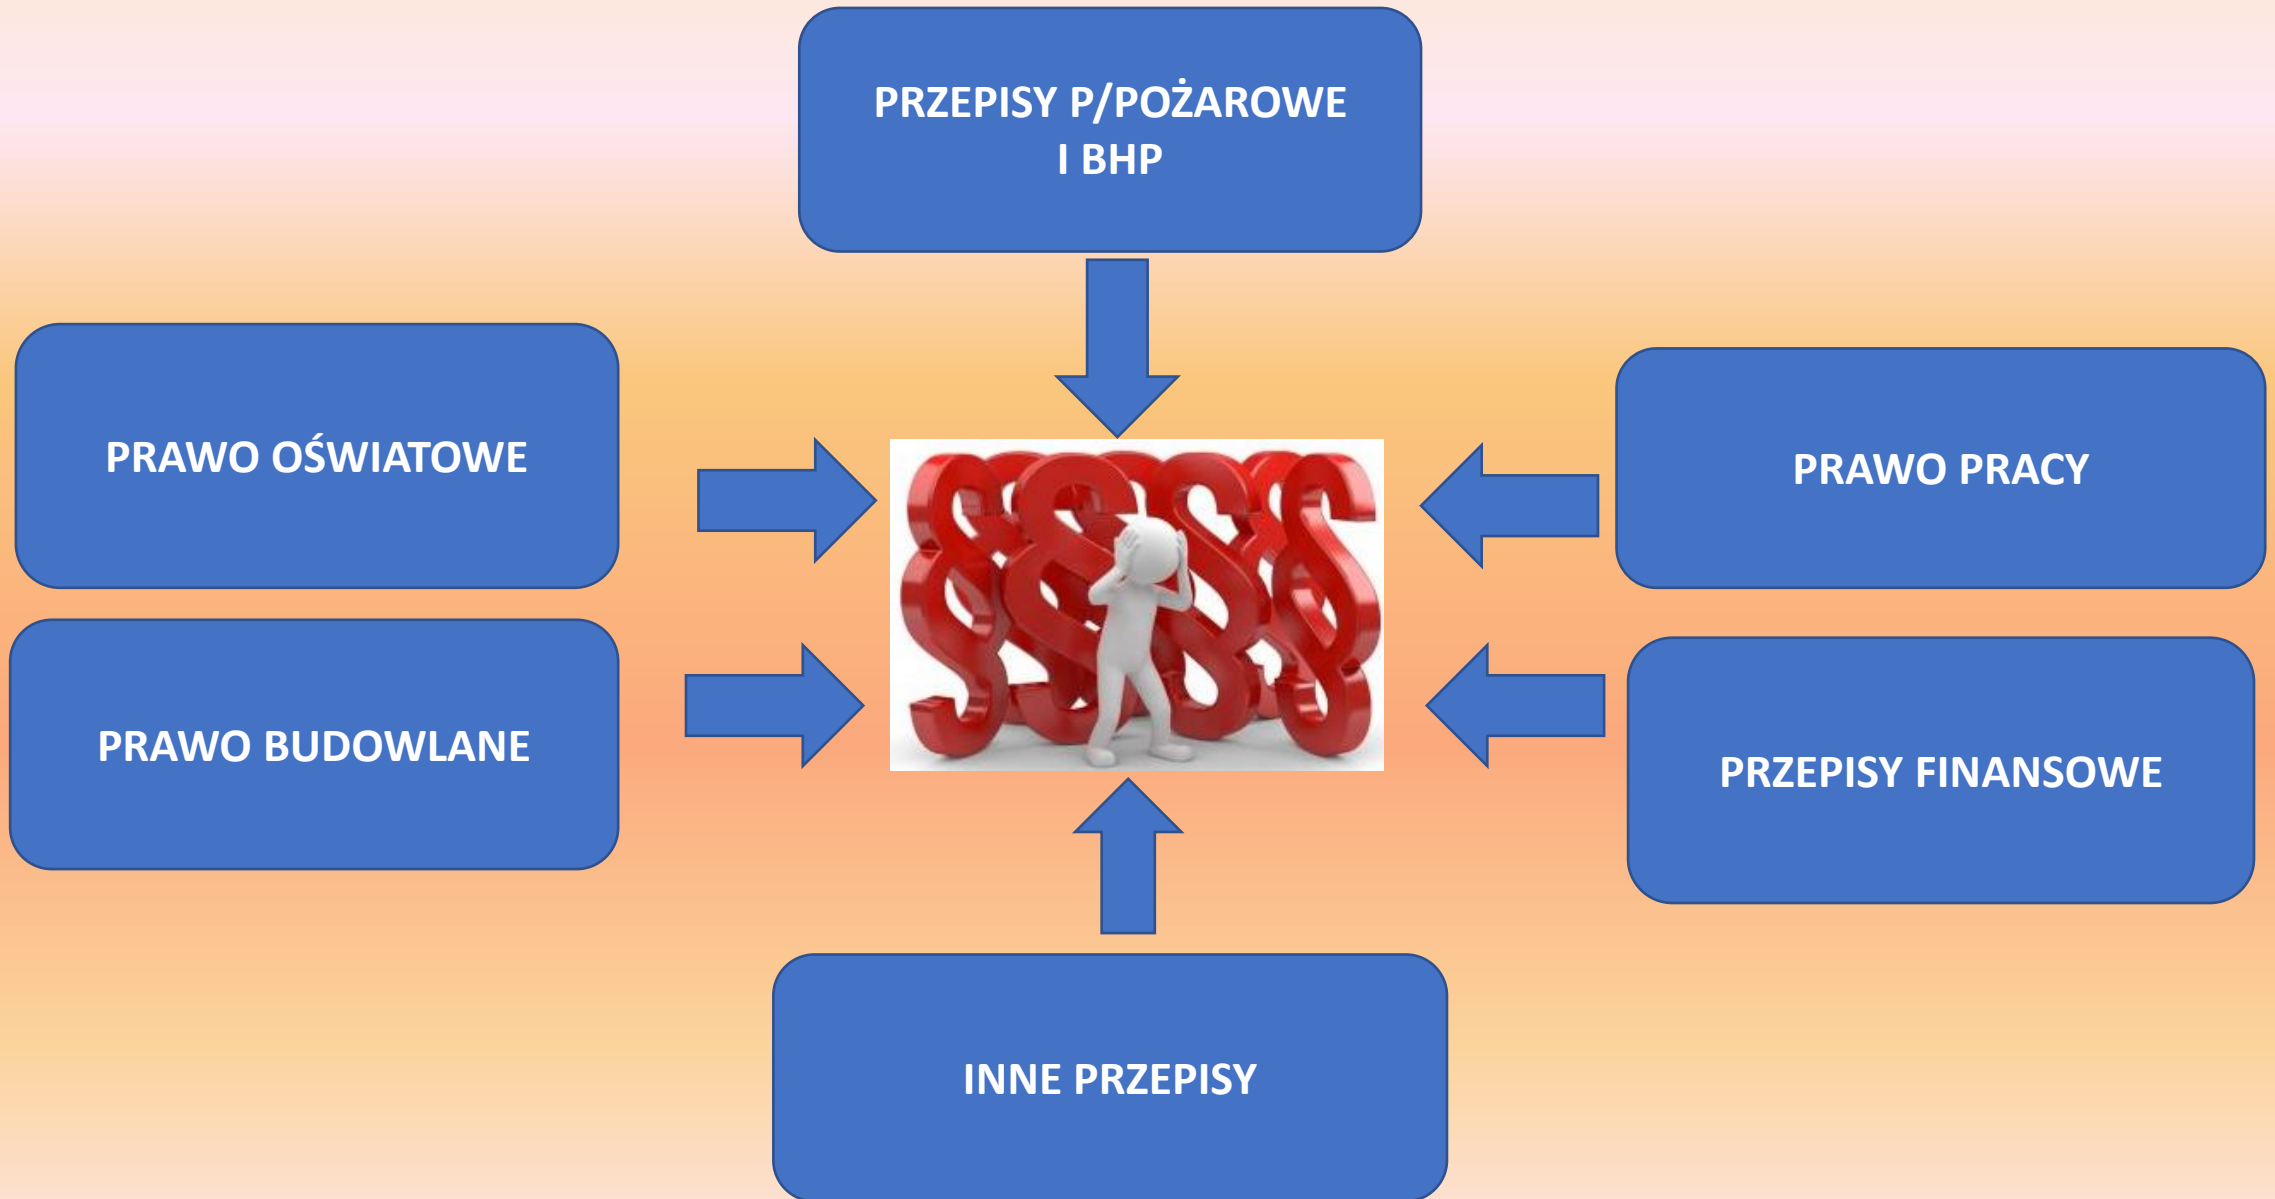 PRZEPISY P/POŻAROWE
I BHP
PRAWO OŚWIATOWE
PRAWO PRACY
PRAWO BUDOWLANE
PRZEPISY FINANSOWE
INNE PRZEPISY